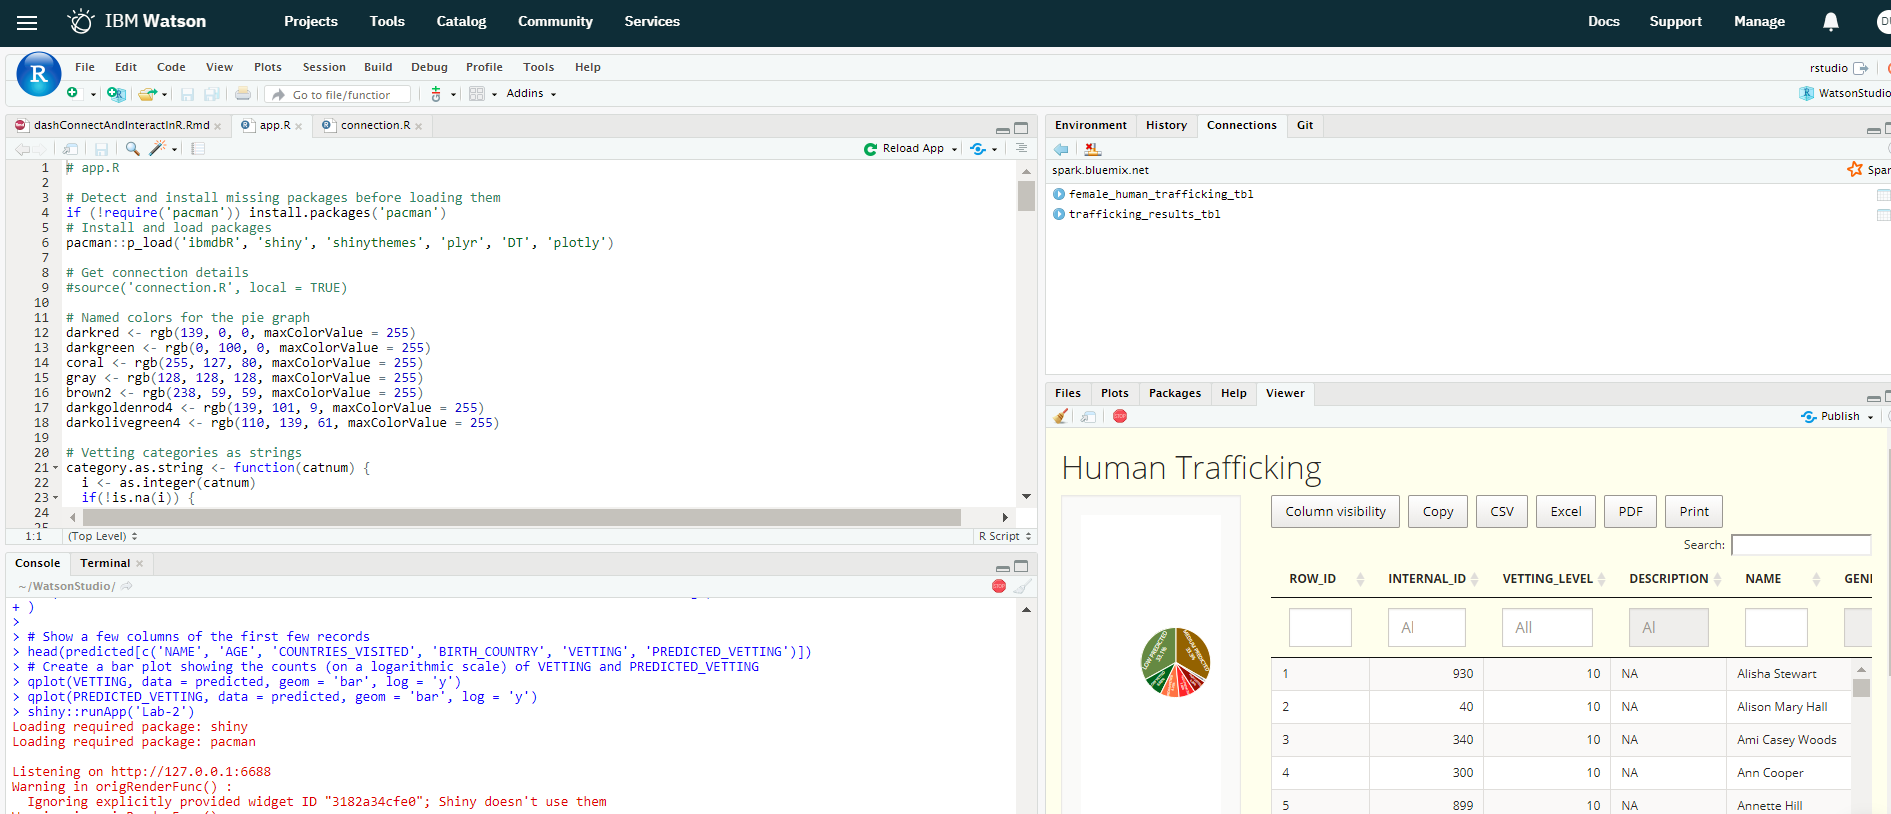 IBM Watson Projects Tools Catalog Community Services Docs Support Manage
File Edit Code View Plots Session Build Debug Profile Tools Help
rstudio
Go to file/function
Addins
WatsonStudio
dashConnectAndInteractInR.Rmd app.R connection.R
Reload App
1 # app.R
2
3 # Detect and install missing packages before loading them
4 if (!require('pacman')) install.packages('pacman')
5 # Install and load packages
6 pacman::p_load('ibmdbR', 'shiny', 'shinythemes', 'plyr', 'DT', 'plotly')
7
8 # Get connection details
9 #source('connection.R', local = TRUE)
10
11 # Named colors for the pie graph
12 darkred <- rgb(139, 0, 0, maxColorValue = 255)
13 darkgreen <- rgb(0, 100, 0, maxColorValue = 255)
14 coral <- rgb(255, 127, 80, maxColorValue = 255)
15 gray <- rgb(128, 128, 128, maxColorValue = 255)
16 brown2 <- rgb(238, 59, 59, maxColorValue = 255)
17 darkgoldenrod4 <- rgb(139, 101, 9, maxColorValue = 255)
18 darkolivegreen4 <- rgb(110, 139, 61, maxColorValue = 255)
19
20 # Vetting categories as strings
21 category.as.string <- function(catnum) {
22 i <- as.integer(catnum)
23 if(!is.na(i)) {
24
25
1:1 (Top Level) R Script
Console Terminal
~/WatsonStudio/
+ )
>
> # Show a few columns of the first few records
> head(predicted[c('NAME', 'AGE', 'COUNTRIES_VISITED', 'BIRTH_COUNTRY', 'VETTING', 'PREDICTED_VETTING')])
> # Create a bar plot showing the counts (on a logarithmic scale) of VETTING and PREDICTED_VETTING
> qplot(VETTING, data = predicted, geom = 'bar', log = 'y')
> qplot(PREDICTED_VETTING, data = predicted, geom = 'bar', log = 'y')
> shiny::runApp('Lab-2')
Loading required package: shiny
Loading required package: pacman
Listening on http://127.0.0.1:6688
Warning in origRenderFunc() :
Ignoring explicitly provided widget ID "3182a34cfe0"; Shiny doesn't use them
Environment History Connections Git
spark.bluemix.net
Spar
female_human_trafficking_tbl
trafficking_results_tbl
Files Plots Packages Help Viewer
Publish
Human Trafficking
LOW PREDICTED
MEDIUM PREDICTED
Column visibility Copy CSV Excel PDF Print
Search:
ROW_ID INTERNAL_ID VETTING_LEVEL DESCRIPTION NAME GENI
Al All Al
1 930 10 NA Alisha Stewart
2 40 10 NA Alison Mary Hall
3 340 10 NA Ami Casey Woods
4 300 10 NA Ann Cooper
5 899 10 NA Annette Hill